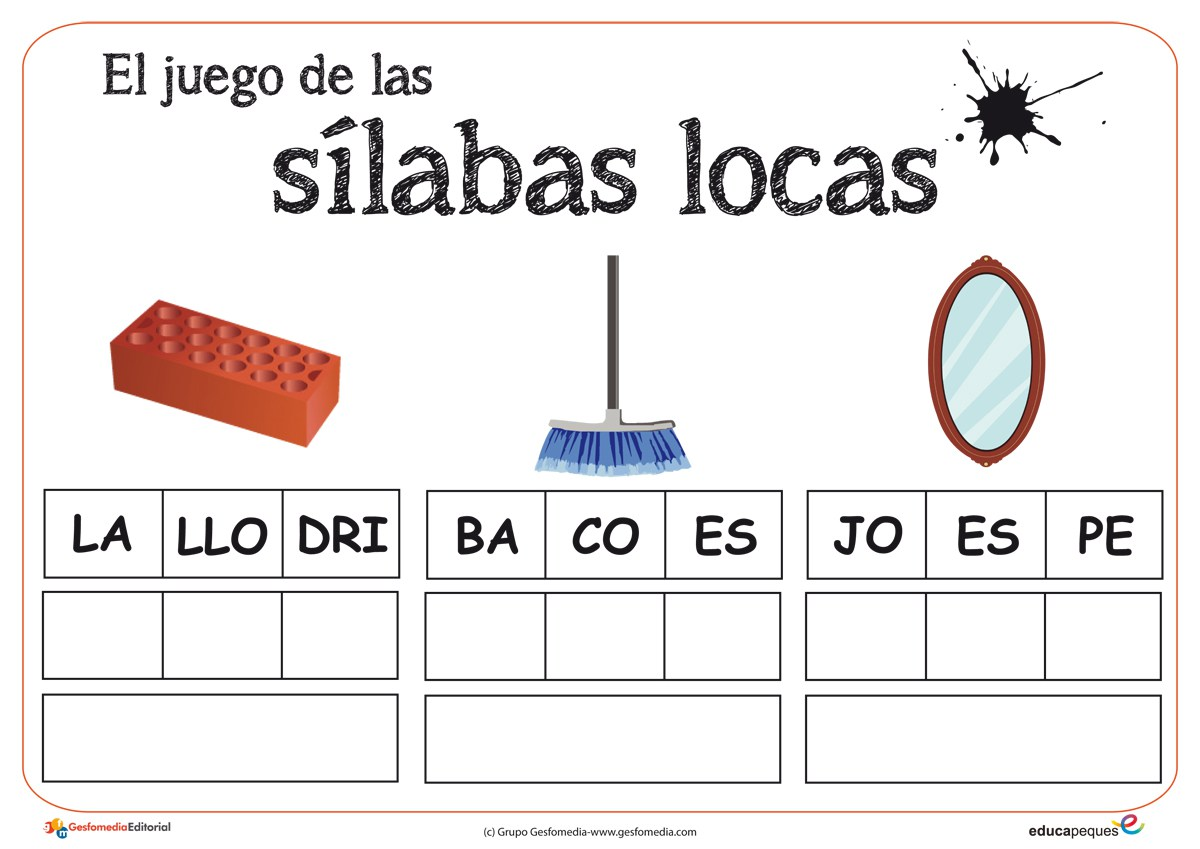 El juego de las
sílabas locas
LA LLO DRI
BA CO ES
JO ES PE
gfm GesfomediaEditorial
(c) Grupo Gesfomedia-www.gesfomedia.com
educapeques e